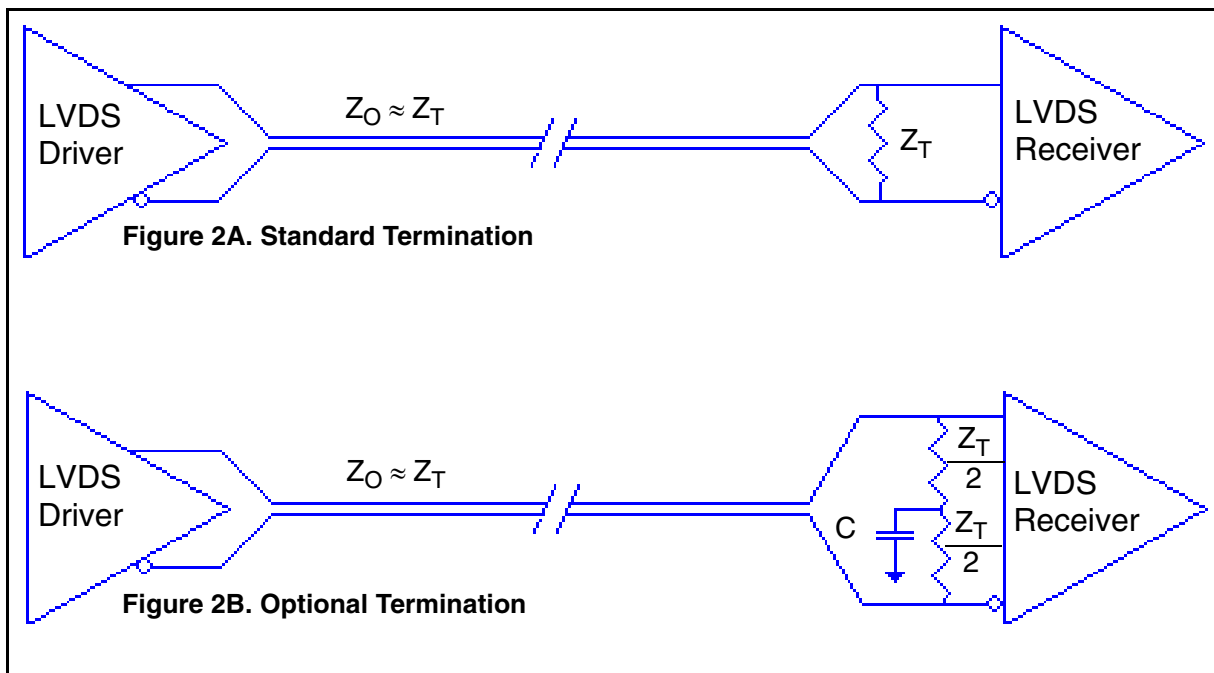 LVDS
Driver
Z_O ≈ Z_T
Z_T
LVDS
Receiver
Figure 2A. Standard Termination
LVDS
Driver
Z_O ≈ Z_T
C
Z_T
2
Z_T
2
LVDS
Receiver
Figure 2B. Optional Termination